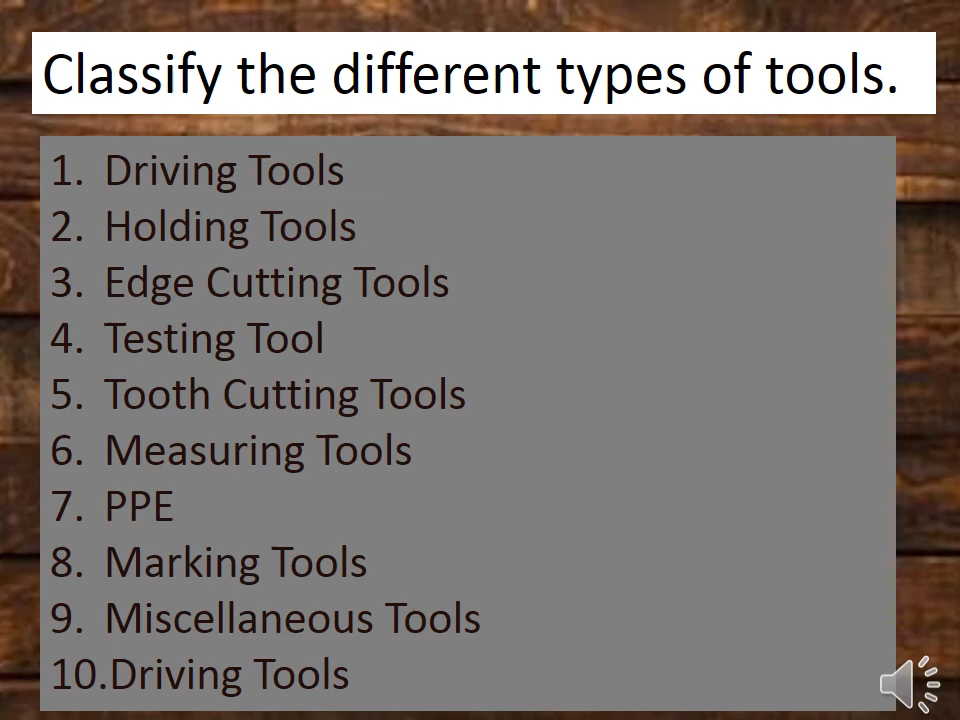 Classify the different types of tools.
1. Driving Tools
2. Holding Tools
3. Edge Cutting Tools
4. Testing Tool
5. Tooth Cutting Tools
6. Measuring Tools
7. PPE
8. Marking Tools
9. Miscellaneous Tools
10.Driving Tools